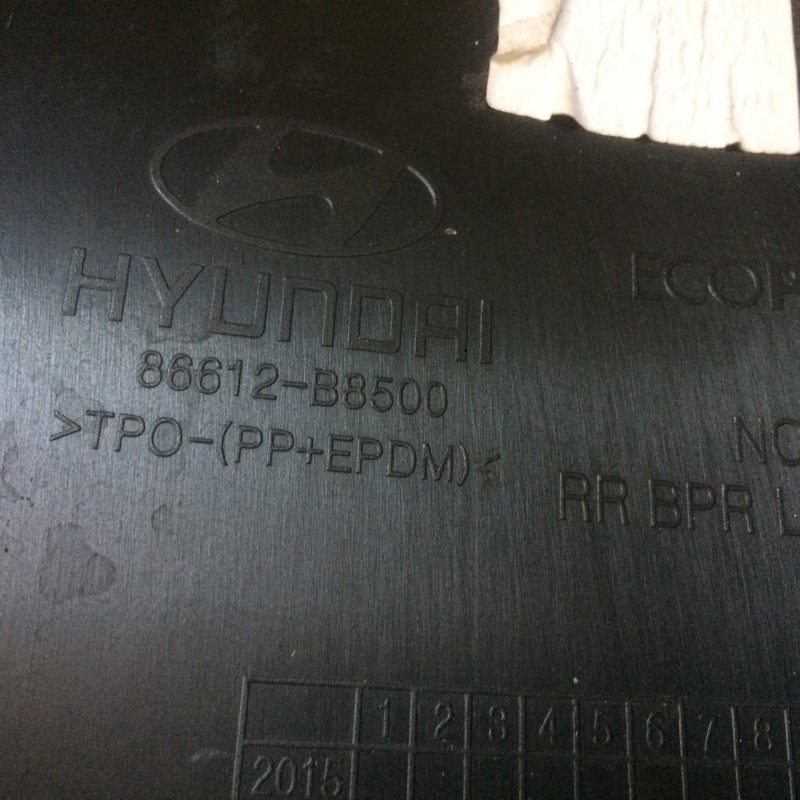 HYUNDAI
86612-B8500
>TPO-(PP+EPDM)<
RR BPR
1 2 3 4 5 6 7 8
2015